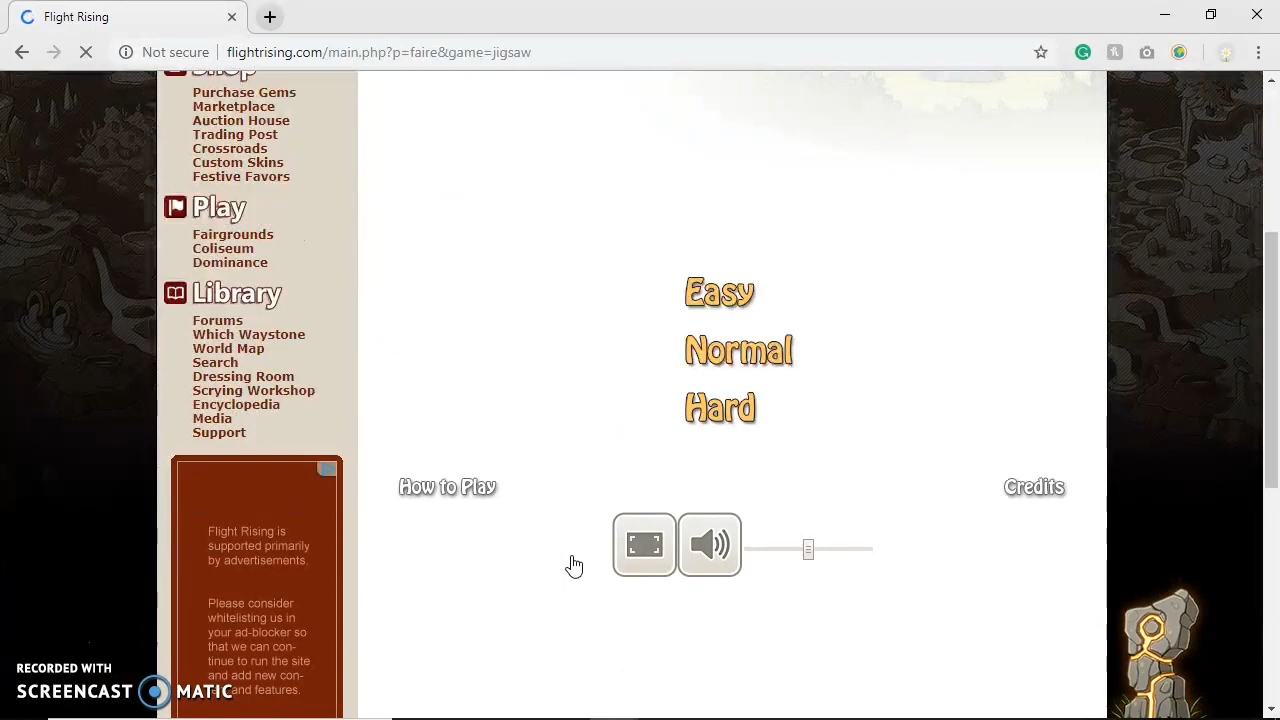 Flight Rising
Not secure
flightrising.com/main.php?p=faire&game=jigsaw
Shop
Purchase Gems
Marketplace
Auction House
Trading Post
Crossroads
Custom Skins
Festive Favors
Play
Fairgrounds
Coliseum
Dominance
Library
Forums
Which Waystone
World Map
Search
Dressing Room
Scrying Workshop
Encyclopedia
Media
Support
Flight Rising is
supported primarily
by advertisements.
Please consider
whitelisting us in
your ad-blocker so
that we can con-
tinue to run the site
and add new con-
and features.
Easy
Normal
Hard
How to Play
Credits
RECORDED WITH
SCREENCAST MATIC